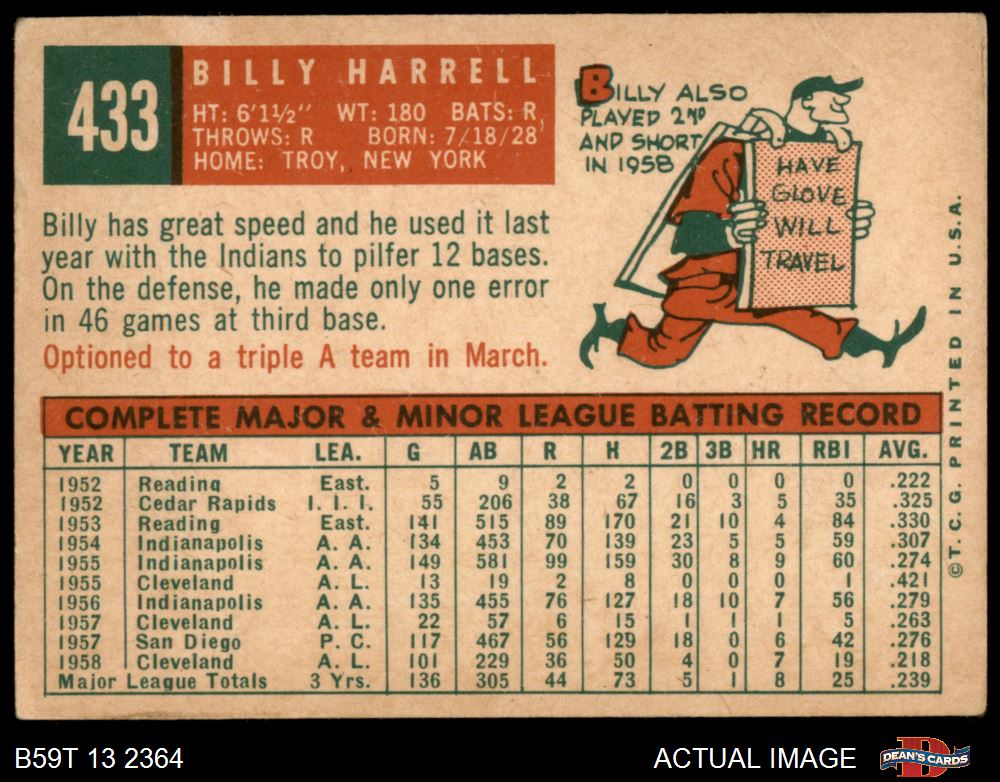 433
BILLY HARRELL
HT: 6'1½" WT: 180 BATS: R
THROWS: R BORN: 7/18/28
HOME: TROY, NEW YORK
BILLY ALSO
PLAYED 2ND
AND SHORT
IN 1958
HAVE
GLOVE
WILL
TRAVEL
Billy has great speed and he used it last
year with the Indians to pilfer 12 bases.
On the defense, he made only one error
in 46 games at third base.
Optioned to a triple A team in March.
COMPLETE MAJOR & MINOR LEAGUE BATTING RECORD
YEAR TEAM LEA. G AB R H 2B 3B HR RBI AVG.
1952 Reading East. 5 9 2 2 0 0 0 0 .222
1952 Cedar Rapids I. I. I. 55 206 38 67 16 3 5 35 .325
1953 Reading East. 141 515 89 170 21 10 4 84 .330
1954 Indianapolis A. A. 134 453 70 139 23 5 5 59 .307
1955 Indianapolis A. A. 149 581 99 159 30 8 9 60 .274
1955 Cleveland A. L. 13 19 2 8 0 0 0 1 .421
1956 Indianapolis A. A. 135 455 76 127 18 10 7 56 .279
1957 Cleveland A. L. 22 57 6 15 1 1 1 5 .263
1957 San Diego P. C. 117 467 56 129 18 0 6 42 .276
1958 Cleveland A. L. 101 229 36 50 4 0 7 19 .218
Major League Totals 3 Yrs. 136 305 44 73 5 1 8 25 .239
©T. C. G. PRINTED IN U.S.A.
B59T 13 2364
ACTUAL IMAGE
DEAN'S CARDS